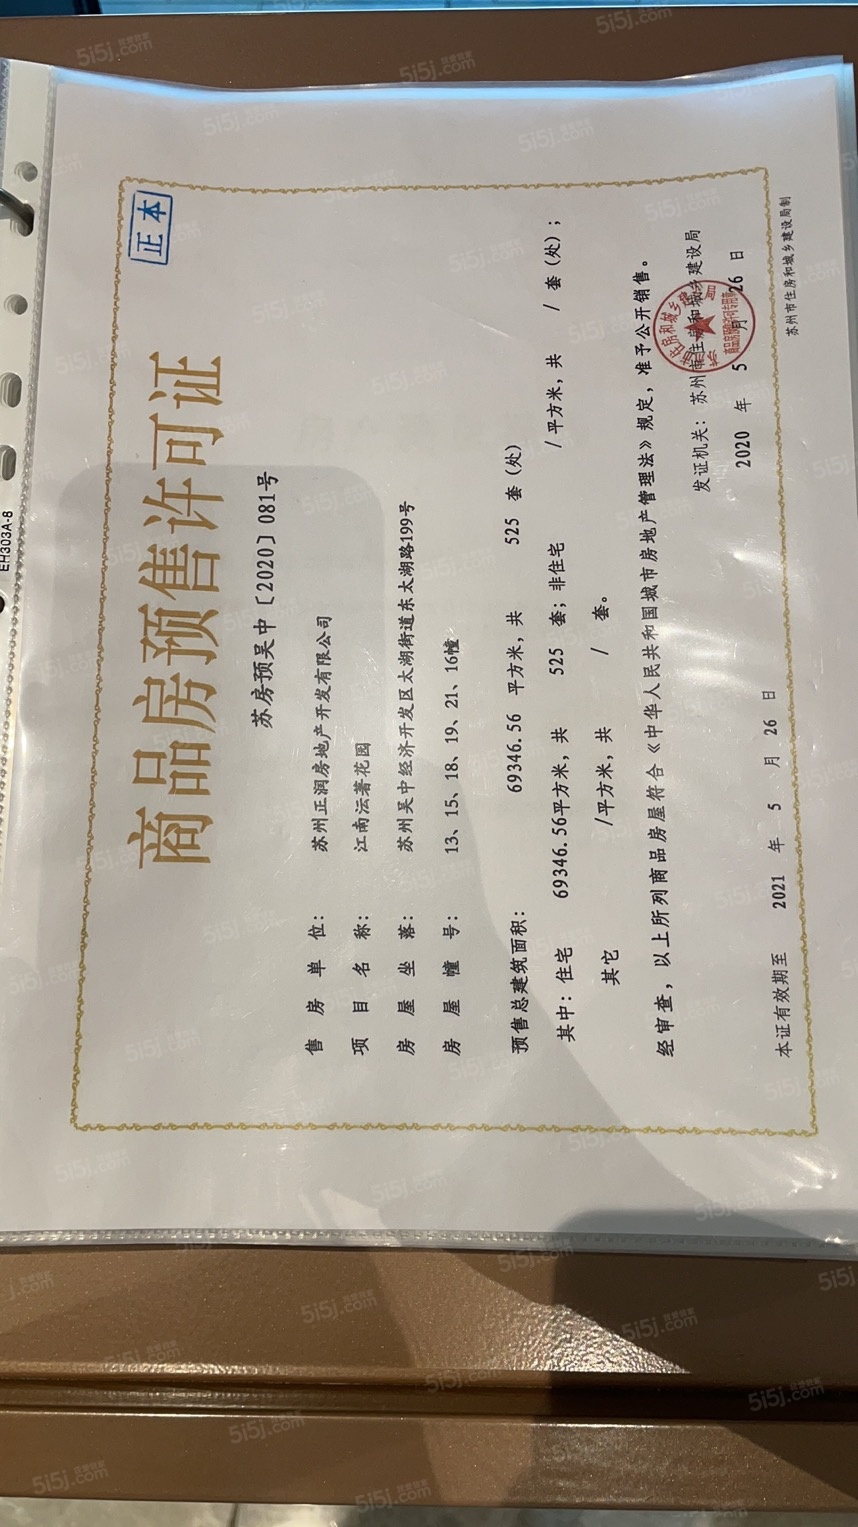 正本
商品房预售许可证
苏房预吴中〔2020〕081号
售房单位： 苏州正润房地产开发有限公司
项目名称： 江南沄著花园
房屋坐落： 苏州吴中经济开发区太湖街道东太湖路199号
房屋幢号： 13、15、18、19、21、16幢
预售总建筑面积： 69346.56 平方米，共 525 套（处）
其中：住宅 69346.56平方米，共 525 套；非住宅 /平方米，共 / 套（处）；
其它 /平方米，共 / 套。
经审查，以上所列商品房屋符合《中华人民共和国城市房地产管理法》规定，准予公开销售。
发证机关：苏州市住房和城乡建设局
2020 年 5 月 26 日
本证有效期至 2021 年 5 月 26 日
苏州市住房和城乡建设局制
EH303A-8
5i5j.com 我爱我家